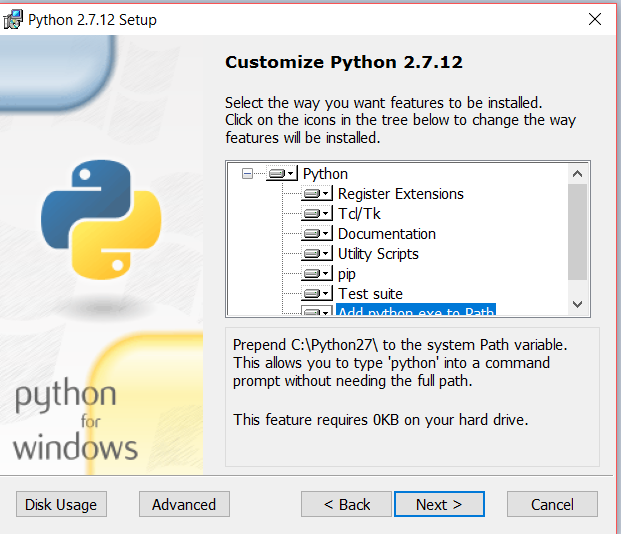 Python 2.7.12 Setup
Customize Python 2.7.12
Select the way you want features to be installed.
Click on the icons in the tree below to change the way
features will be installed.
Python
Register Extensions
Tcl/Tk
Documentation
Utility Scripts
pip
Test suite
Add python.exe to Path
Prepend C:\Python27\ to the system Path variable.
This allows you to type 'python' into a command
prompt without needing the full path.
This feature requires 0KB on your hard drive.
python
for
windows
Disk Usage
Advanced
< Back
Next >
Cancel